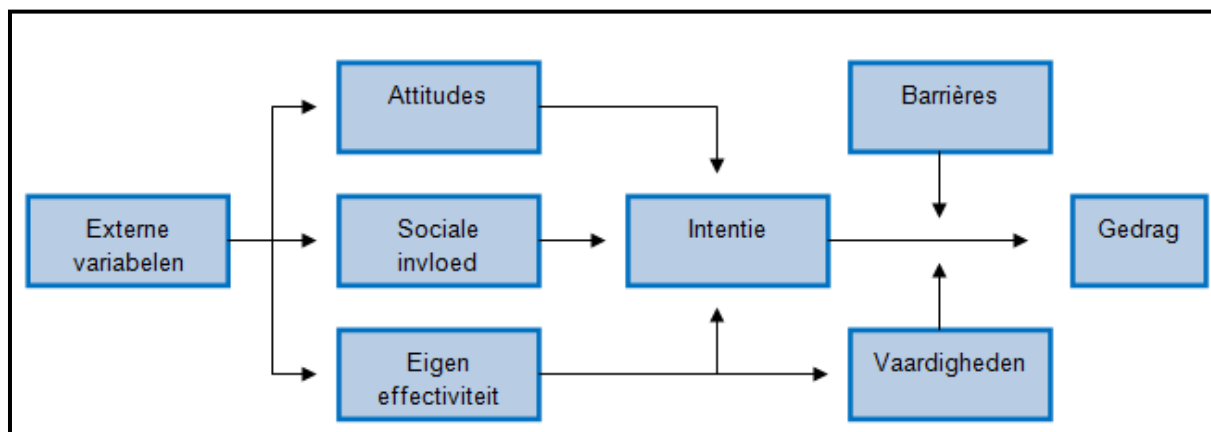 Attitudes
Barrières
Externe
variabelen
Sociale
invloed
Intentie
Gedrag
Eigen
effectiviteit
Vaardigheden